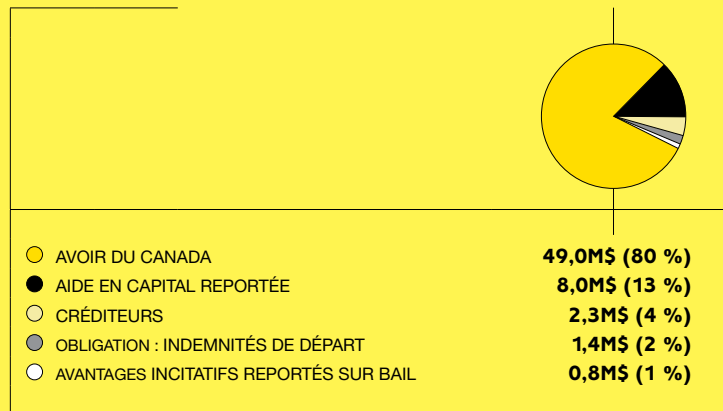 AVOIR DU CANADA 49,0M$ (80 %)
AIDE EN CAPITAL REPORTÉE 8,0M$ (13 %)
CRÉDITEURS 2,3M$ (4 %)
OBLIGATION : INDEMNITÉS DE DÉPART 1,4M$ (2 %)
AVANTAGES INCITATIFS REPORTÉS SUR BAIL 0,8M$ (1 %)